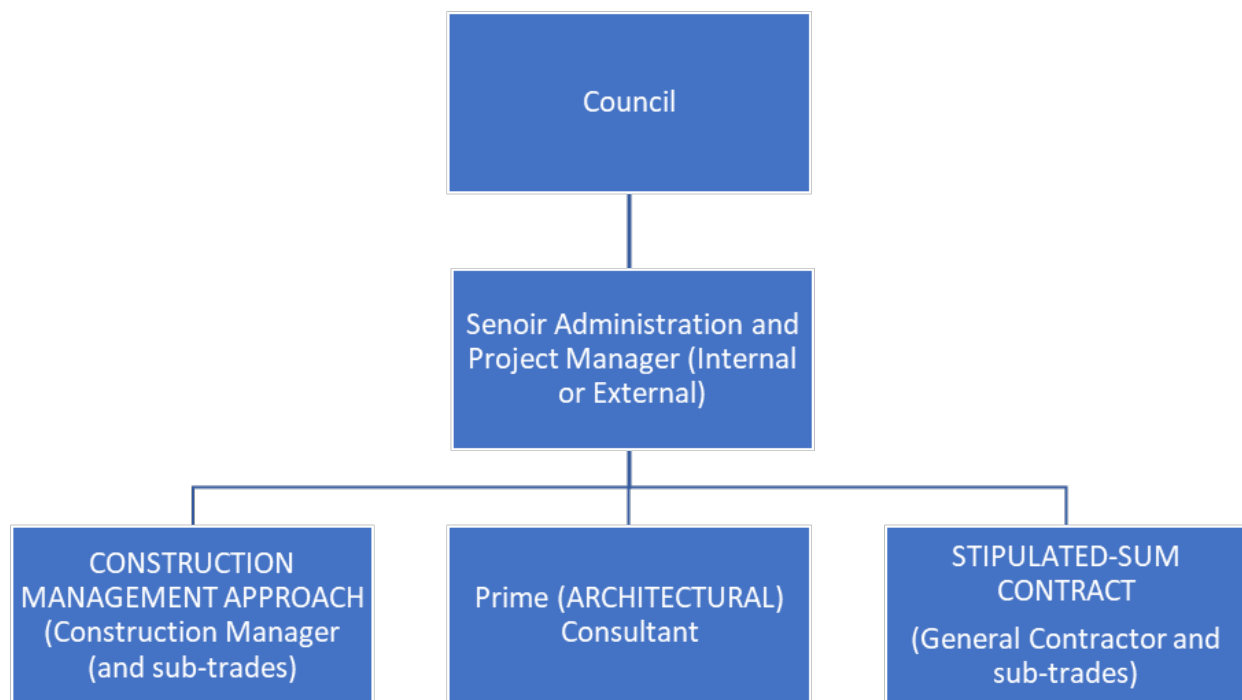 Council
Senoir Administration and
Project Manager (Internal
or External)
CONSTRUCTION
MANAGEMENT APPROACH
(Construction Manager
(and sub-trades)
Prime (ARCHITECTURAL)
Consultant
STIPULATED-SUM
CONTRACT
(General Contractor and
sub-trades)